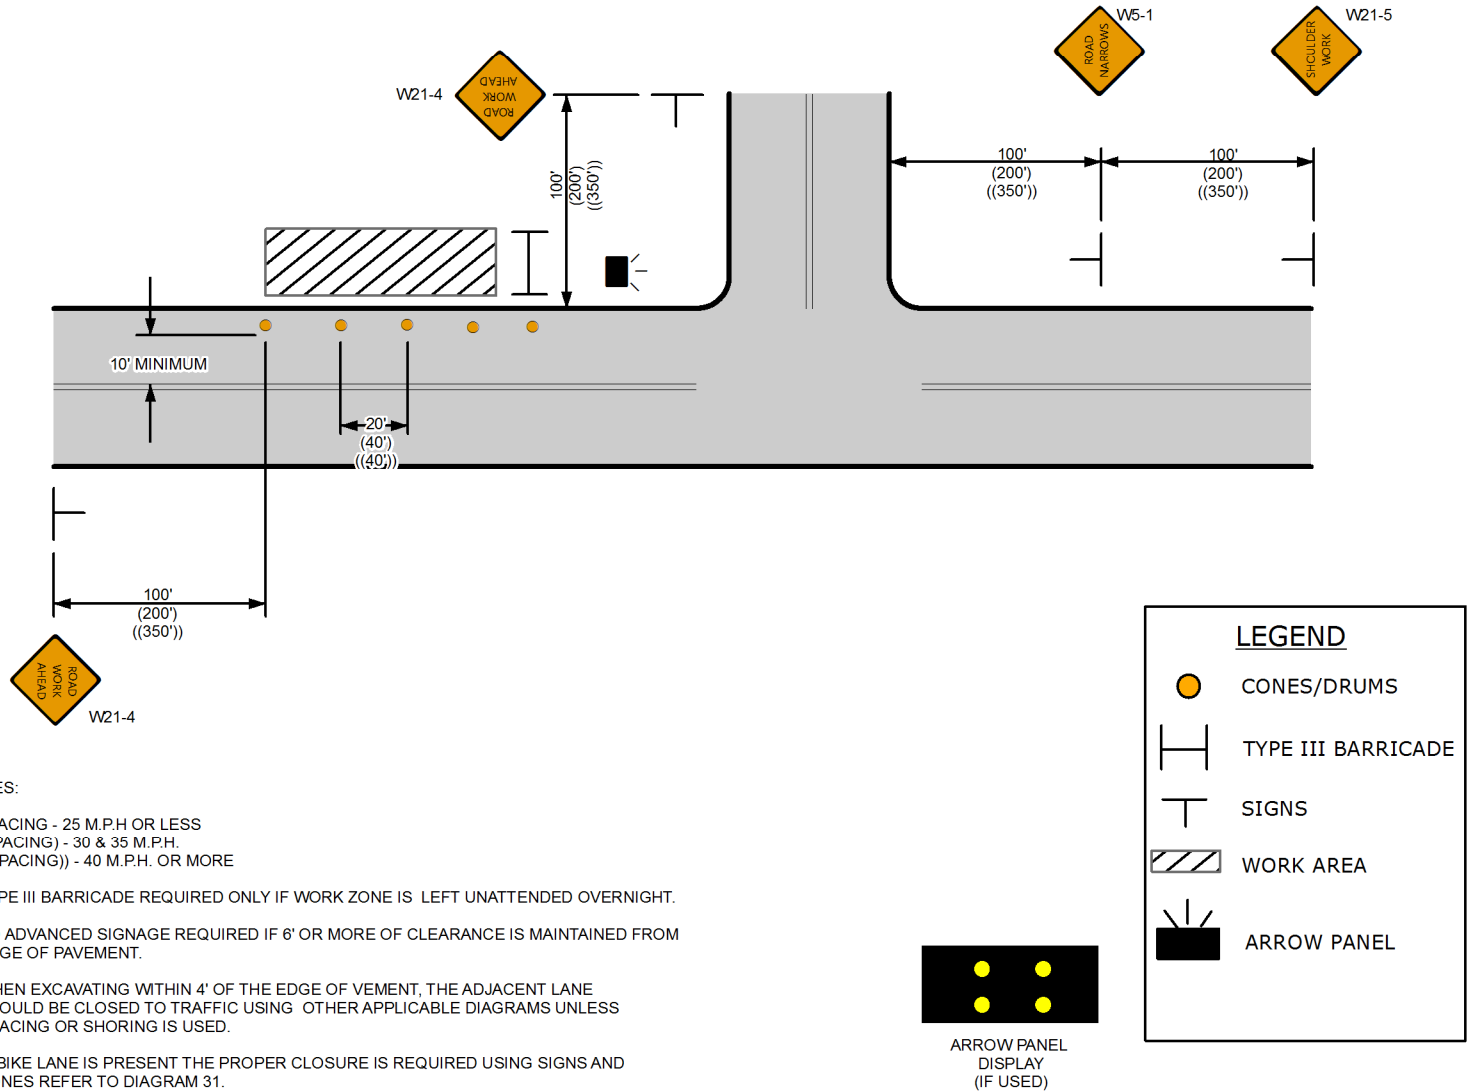 W5-1
W21-5
ROAD
NARROWS
SHCULDER
WORK
W21-4
ROAD
WORK
AHEAD
100'
(200')
((350'))
100'
(200')
((350'))
100'
(200')
((350'))
10' MINIMUM
20'
(40')
((40'))
100'
(200')
((350'))
ROAD
WORK
AHEAD
W21-4
LEGEND
CONES/DRUMS
TYPE III BARRICADE
SIGNS
WORK AREA
ARROW PANEL
ES:
ACING - 25 M.P.H OR LESS
PACING) - 30 & 35 M.P.H.
PACING)) - 40 M.P.H. OR MORE
PE III BARRICADE REQUIRED ONLY IF WORK ZONE IS LEFT UNATTENDED OVERNIGHT.
ADVANCED SIGNAGE REQUIRED IF 6' OR MORE OF CLEARANCE IS MAINTAINED FROM
GE OF PAVEMENT.
HEN EXCAVATING WITHIN 4' OF THE EDGE OF VEMENT, THE ADJACENT LANE
OULD BE CLOSED TO TRAFFIC USING OTHER APPLICABLE DIAGRAMS UNLESS
ACING OR SHORING IS USED.
BIKE LANE IS PRESENT THE PROPER CLOSURE IS REQUIRED USING SIGNS AND
NES REFER TO DIAGRAM 31.
ARROW PANEL
DISPLAY
(IF USED)